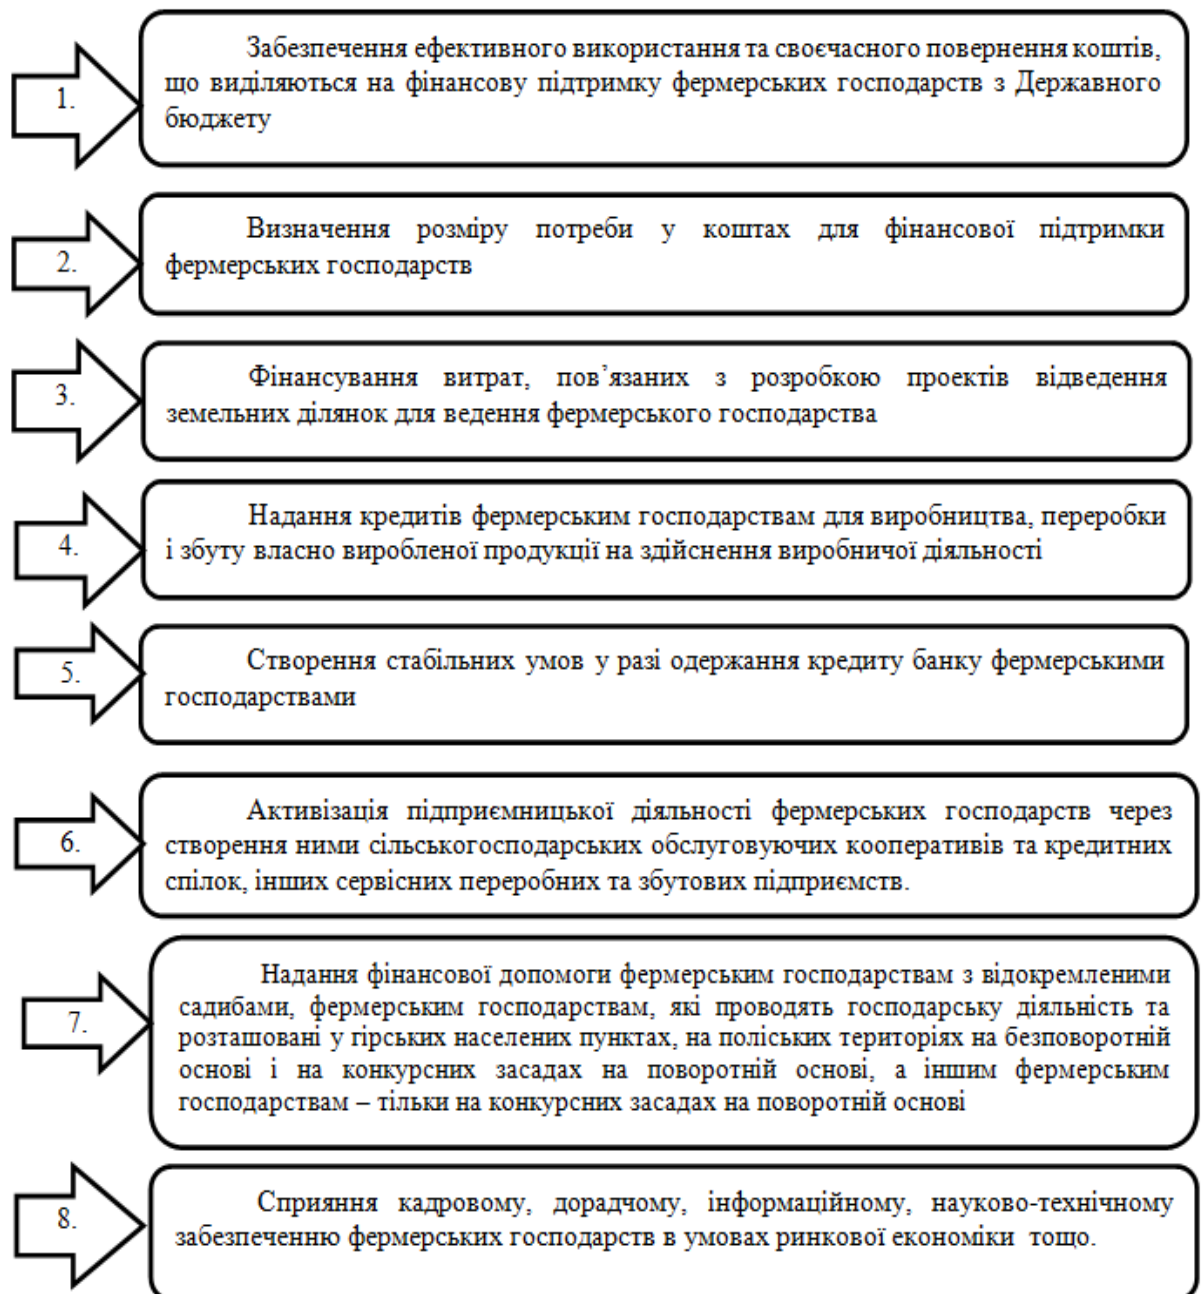 1.
Забезпечення ефективного використання та своєчасного повернення коштів,
що виділяються на фінансову підтримку фермерських господарств з Державного
бюджету
2.
Визначення розміру потреби у коштах для фінансової підтримки
фермерських господарств
3.
Фінансування витрат, пов’язаних з розробкою проектів відведення
земельних ділянок для ведення фермерського господарства
4.
Надання кредитів фермерським господарствам для виробництва, переробки
і збуту власно виробленої продукції на здійснення виробничої діяльності
5.
Створення стабільних умов у разі одержання кредиту банку фермерськими
господарствами
6.
Активізація підприємницької діяльності фермерських господарств через
створення ними сільськогосподарських обслуговуючих кооперативів та кредитних
спілок, інших сервісних переробних та збутових підприємств.
7.
Надання фінансової допомоги фермерським господарствам з відокремленими
садибами, фермерським господарствам, які проводять господарську діяльність та
розташовані у гірських населених пунктах, на поліських територіях на безповоротній
основі і на конкурсних засадах на поворотній основі, а іншим фермерським
господарствам – тільки на конкурсних засадах на поворотній основі
8.
Сприяння кадровому, дорадчому, інформаційному, науково-технічному
забезпеченню фермерських господарств в умовах ринкової економіки тощо.